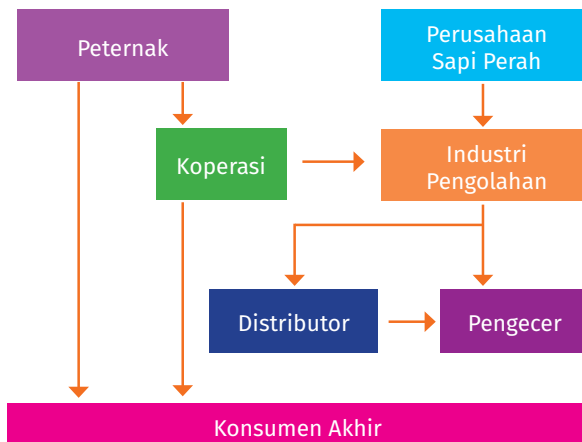 Peternak
Perusahaan
Sapi Perah
Koperasi
Industri
Pengolahan
Distributor
Pengecer
Konsumen Akhir